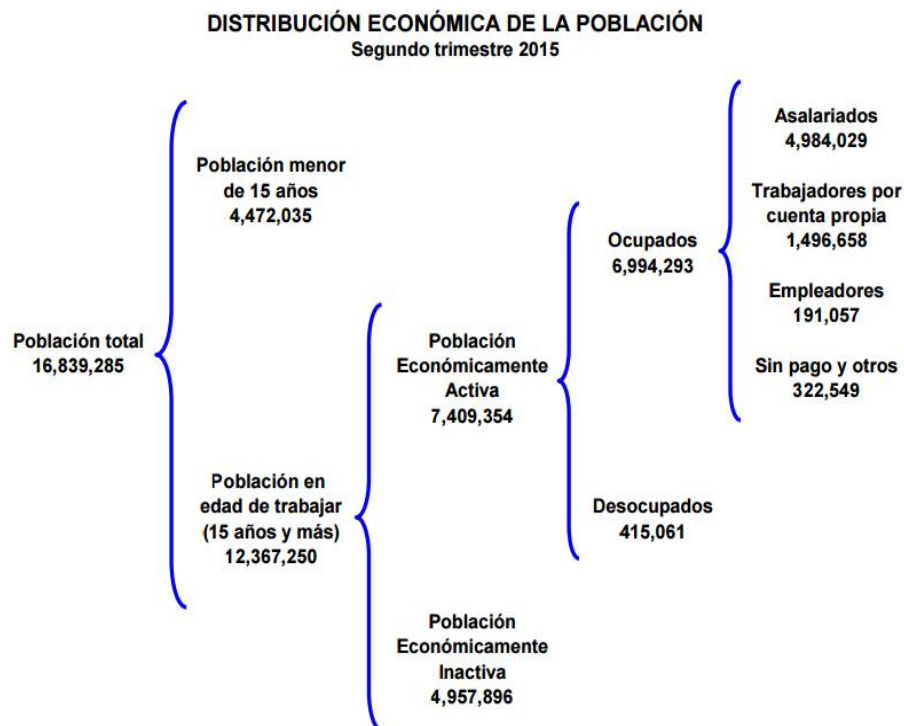 DISTRIBUCIÓN ECONÓMICA DE LA POBLACIÓN
Segundo trimestre 2015
Población total
16,839,285
Población menor
de 15 años
4,472,035
Población en
edad de trabajar
(15 años y más)
12,367,250
Población
Económicamente
Activa
7,409,354
Población
Económicamente
Inactiva
4,957,896
Ocupados
6,994,293
Desocupados
415,061
Asalariados
4,984,029
Trabajadores por
cuenta propia
1,496,658
Empleadores
191,057
Sin pago y otros
322,549